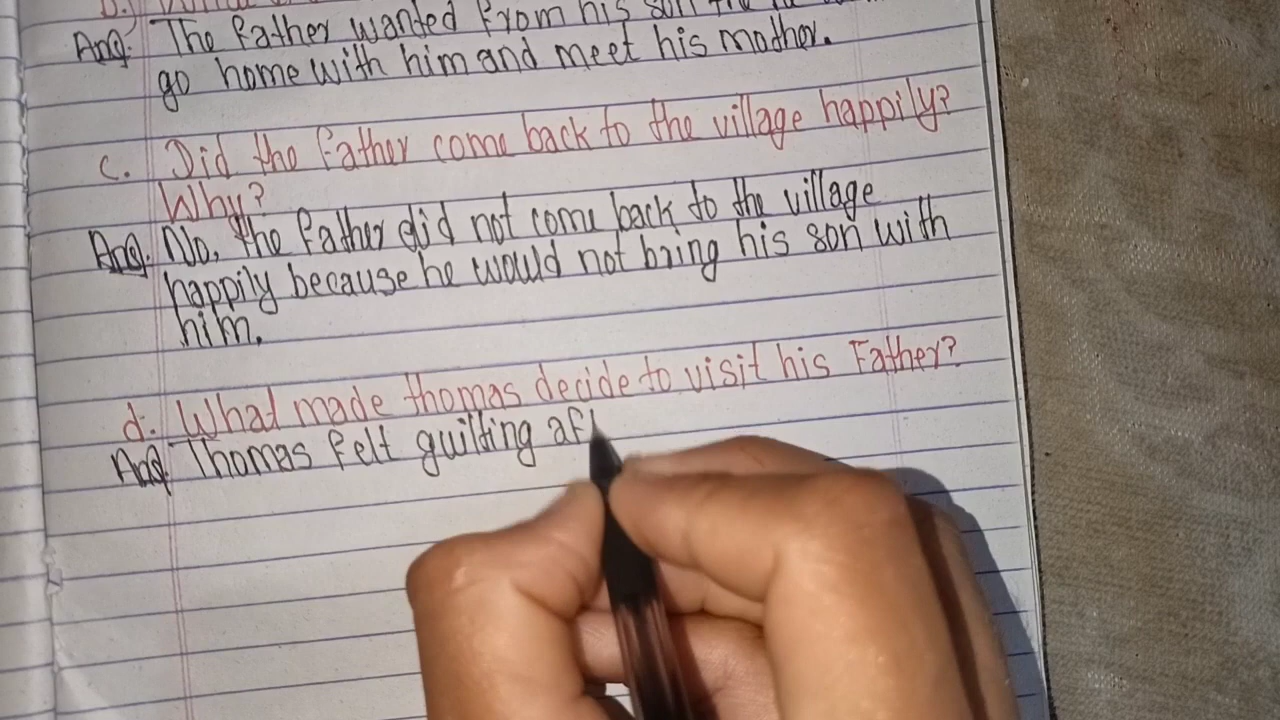 Ans. The Father wanted from his son
go home with him and meet his mother.
c. Did the Father come back to the village happily?
Why?
Ans. No, the Father did not come back to the village
happily because he would not bring his son with
him.
d. What made thomas decide to visit his Father?
Ans Thomas felt guilting aft